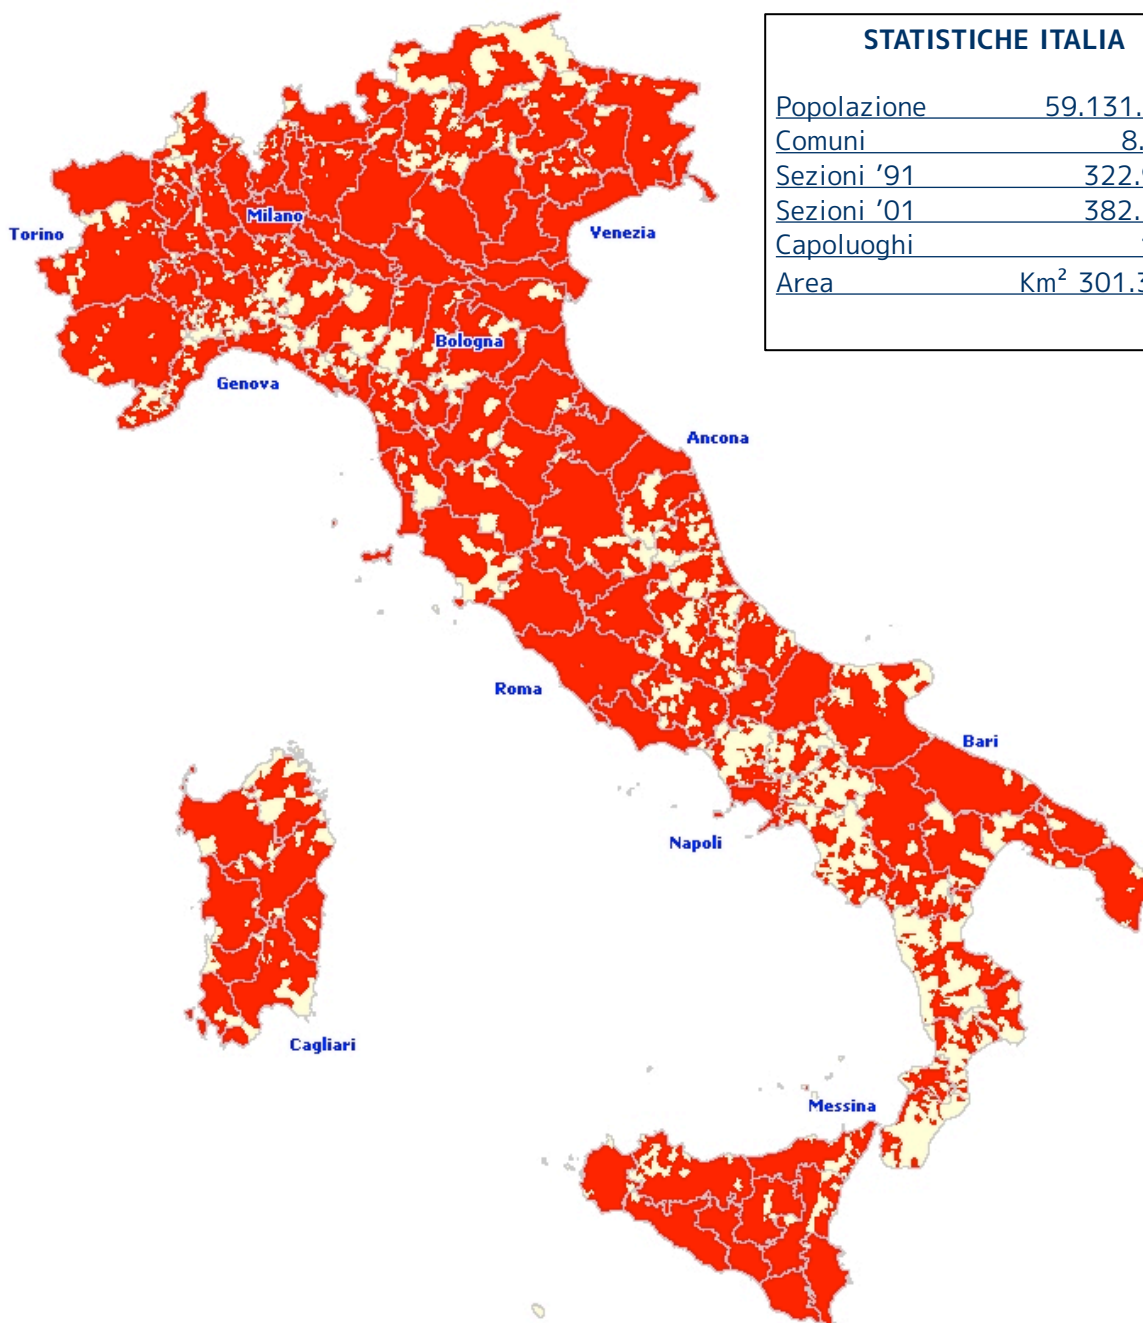 STATISTICHE ITALIA
Popolazione 59.131.
Comuni 8.
Sezioni ’91 322.
Sezioni ’01 382.
Capoluoghi
Area Km² 301.3
Torino
Milano
Venezia
Bologna
Genova
Ancona
Roma
Bari
Napoli
Cagliari
Messina